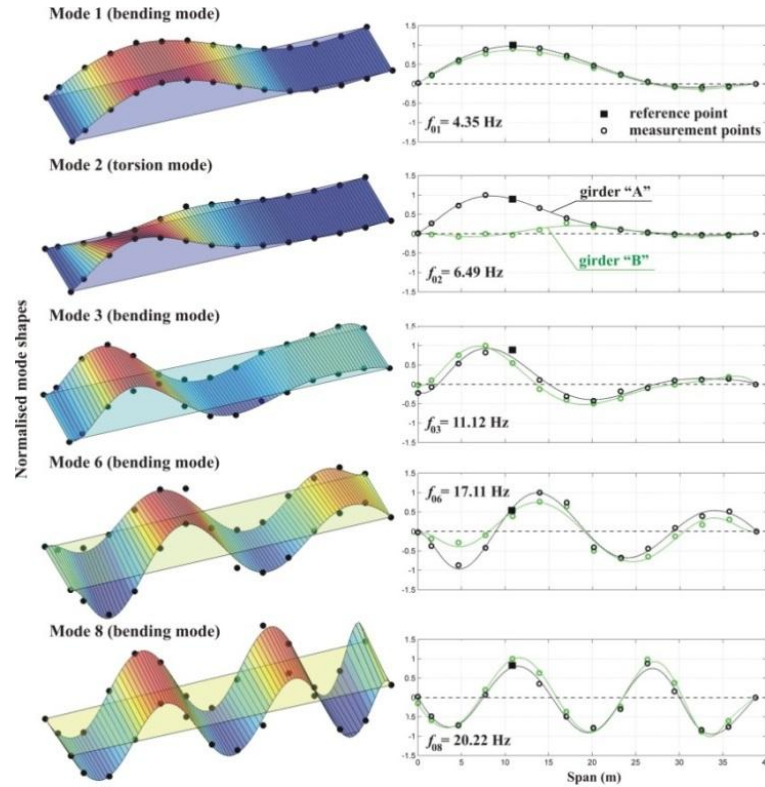 Normalised mode shapes
Mode 1 (bending mode)
1.5
1
0.5
0
-0.5
-1
-1.5
f01= 4.35 Hz
reference point
measurement points
Mode 2 (torsion mode)
1.5
1
0.5
0
-0.5
-1
-1.5
girder “A”
girder “B”
f02= 6.49 Hz
Mode 3 (bending mode)
1.5
1
0.5
0
-0.5
-1
-1.5
f03= 11.12 Hz
Mode 6 (bending mode)
1.5
1
0.5
0
-0.5
-1
-1.5
f06= 17.11 Hz
Mode 8 (bending mode)
1.5
1
0.5
0
-0.5
-1
-1.5
f08= 20.22 Hz
0 5 10 15 20 25 30 35 40
Span (m)